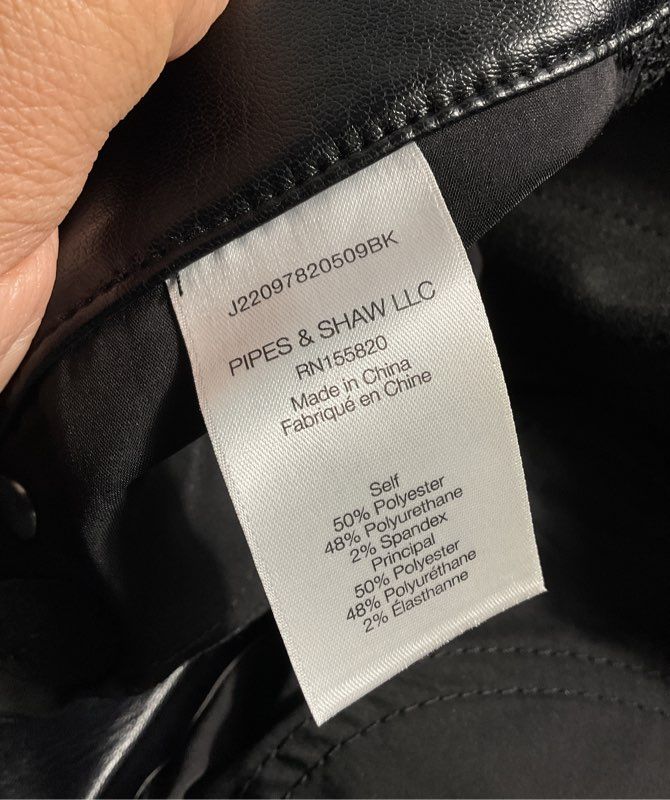 J22097820509BK
PIPES & SHAW LLC
RN155820
Made in China
Fabriqué en Chine
Self
50% Polyester
48% Polyurethane
2% Spandex
Principal
50% Polyester
48% Polyuréthane
2% Élasthanne